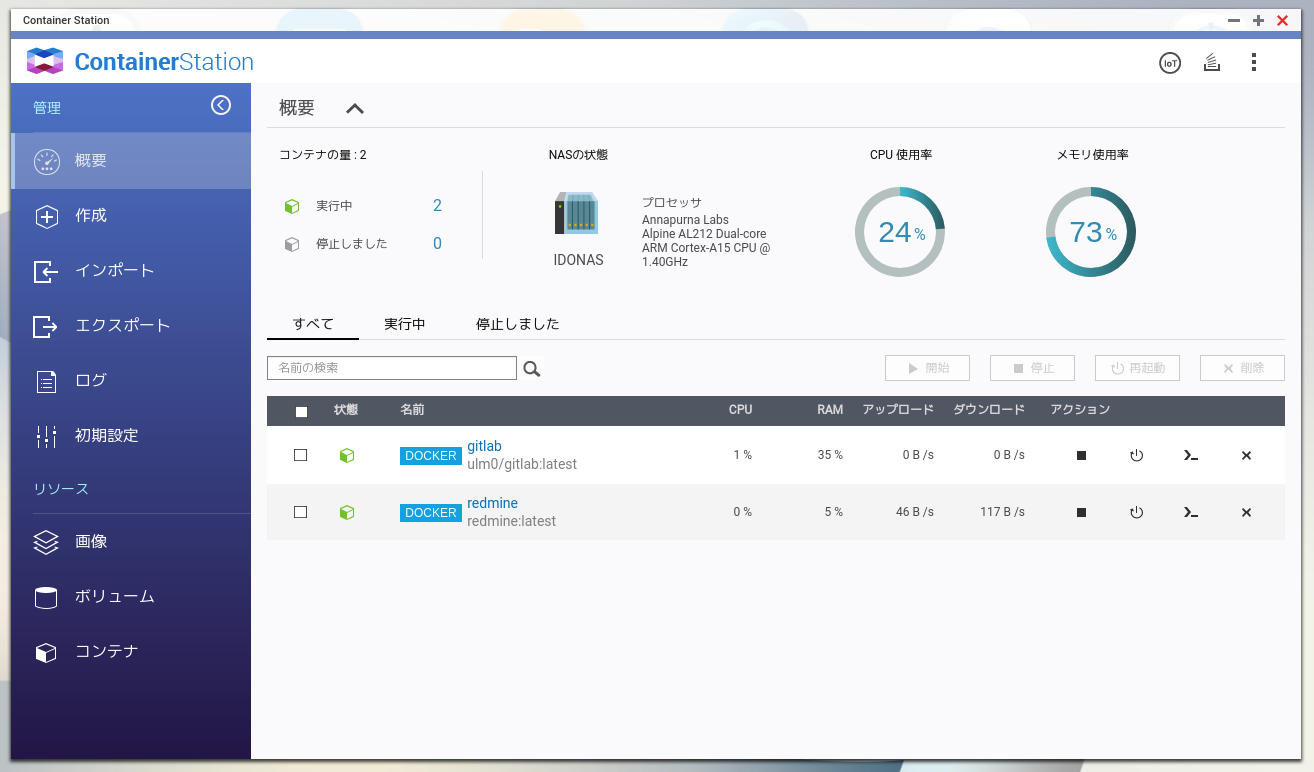 Container Station
ContainerStation
IoT
管理
概要
作成
インポート
エクスポート
ログ
初期設定
リソース
画像
ボリューム
コンテナ
概要
コンテナの量 : 2
実行中 2
停止しました 0
NASの状態
IDONAS
プロセッサ
Annapurna Labs
Alpine AL212 Dual-core
ARM Cortex-A15 CPU @
1.40GHz
CPU 使用率
24 %
メモリ使用率
73 %
すべて 実行中 停止しました
名前の検索 開始 停止 再起動 削除
状態 名前 CPU RAM アップロード ダウンロード アクション
DOCKER gitlab 1 % 35 % 0 B /s 0 B /s
ulm0/gitlab:latest
DOCKER redmine 0 % 5 % 46 B /s 117 B /s
redmine:latest